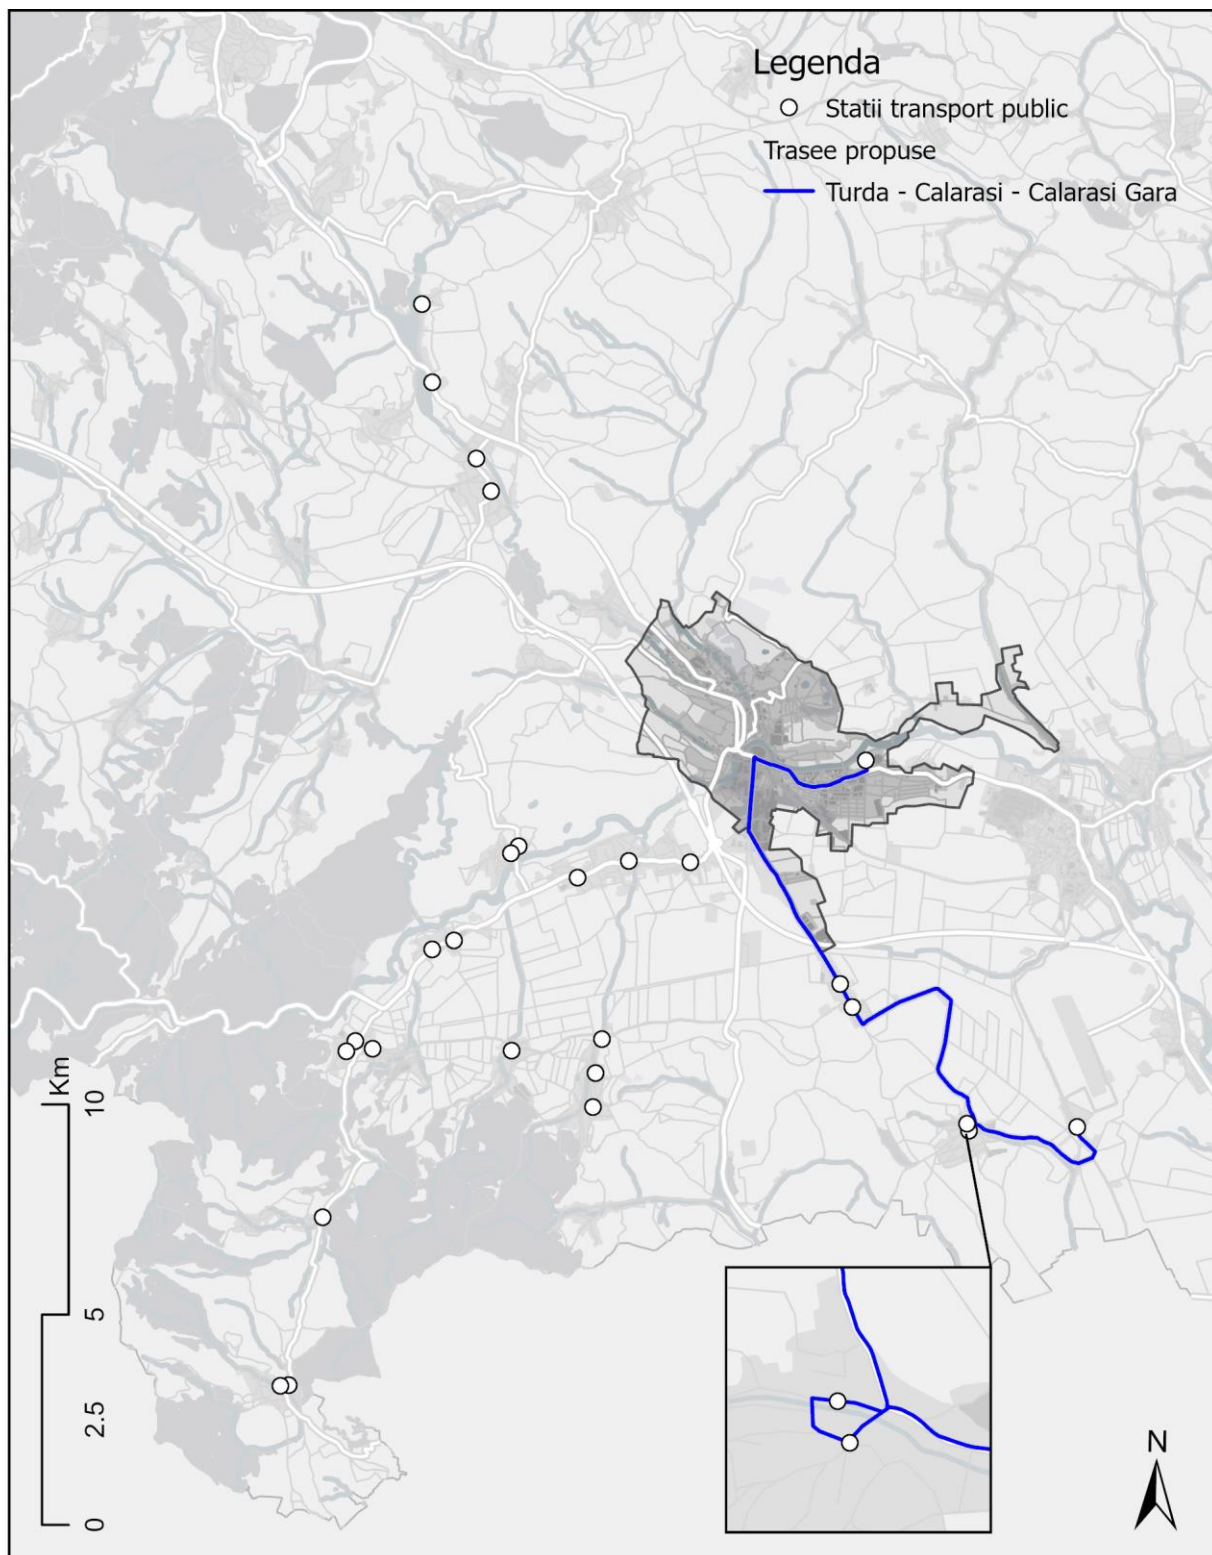 Legenda
Statii transport public
Trasee propuse
Turda - Calarasi - Calarasi Gara
Km
10
5
2.5
0
N